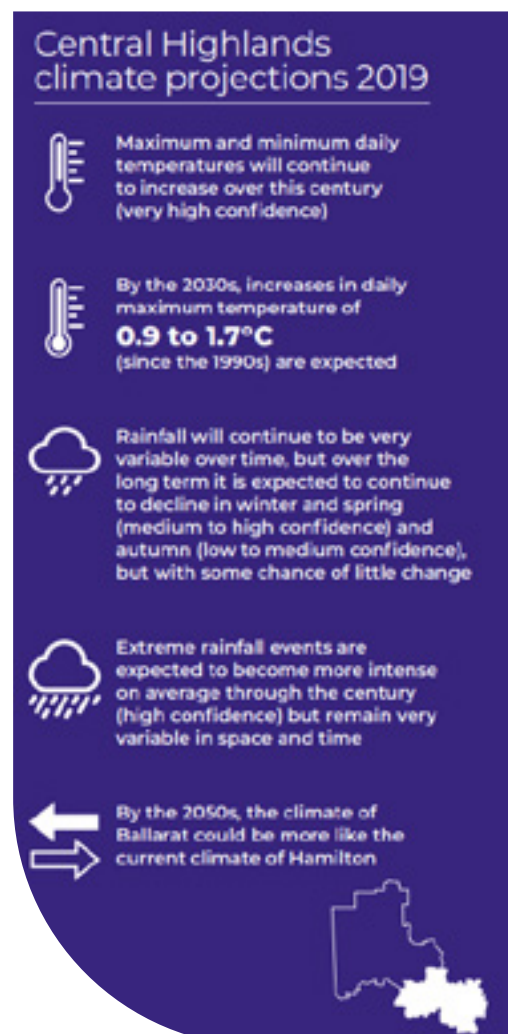 Central Highlands
climate projections 2019
Maximum and minimum daily
temperatures will continue
to increase over this century
(very high confidence)
By the 2030s, increases in daily
maximum temperature of
0.9 to 1.7°C
(since the 1990s) are expected
Rainfall will continue to be very
variable over time, but over the
long term it is expected to continue
to decline in winter and spring
(medium to high confidence) and
autumn (low to medium confidence),
but with some chance of little change
Extreme rainfall events are
expected to become more intense
on average through the century
(high confidence) but remain very
variable in space and time
By the 2050s, the climate of
Ballarat could be more like the
current climate of Hamilton